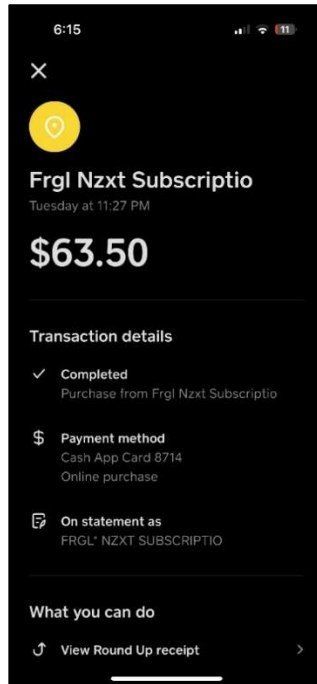 6:15
11
Frgl Nzxt Subscriptio
Tuesday at 11:27 PM
$63.50
Transaction details
Completed
Purchase from Frgl Nzxt Subscriptio
$ Payment method
Cash App Card 8714
Online purchase
On statement as
FRGL* NZXT SUBSCRIPTIO
What you can do
View Round Up receipt